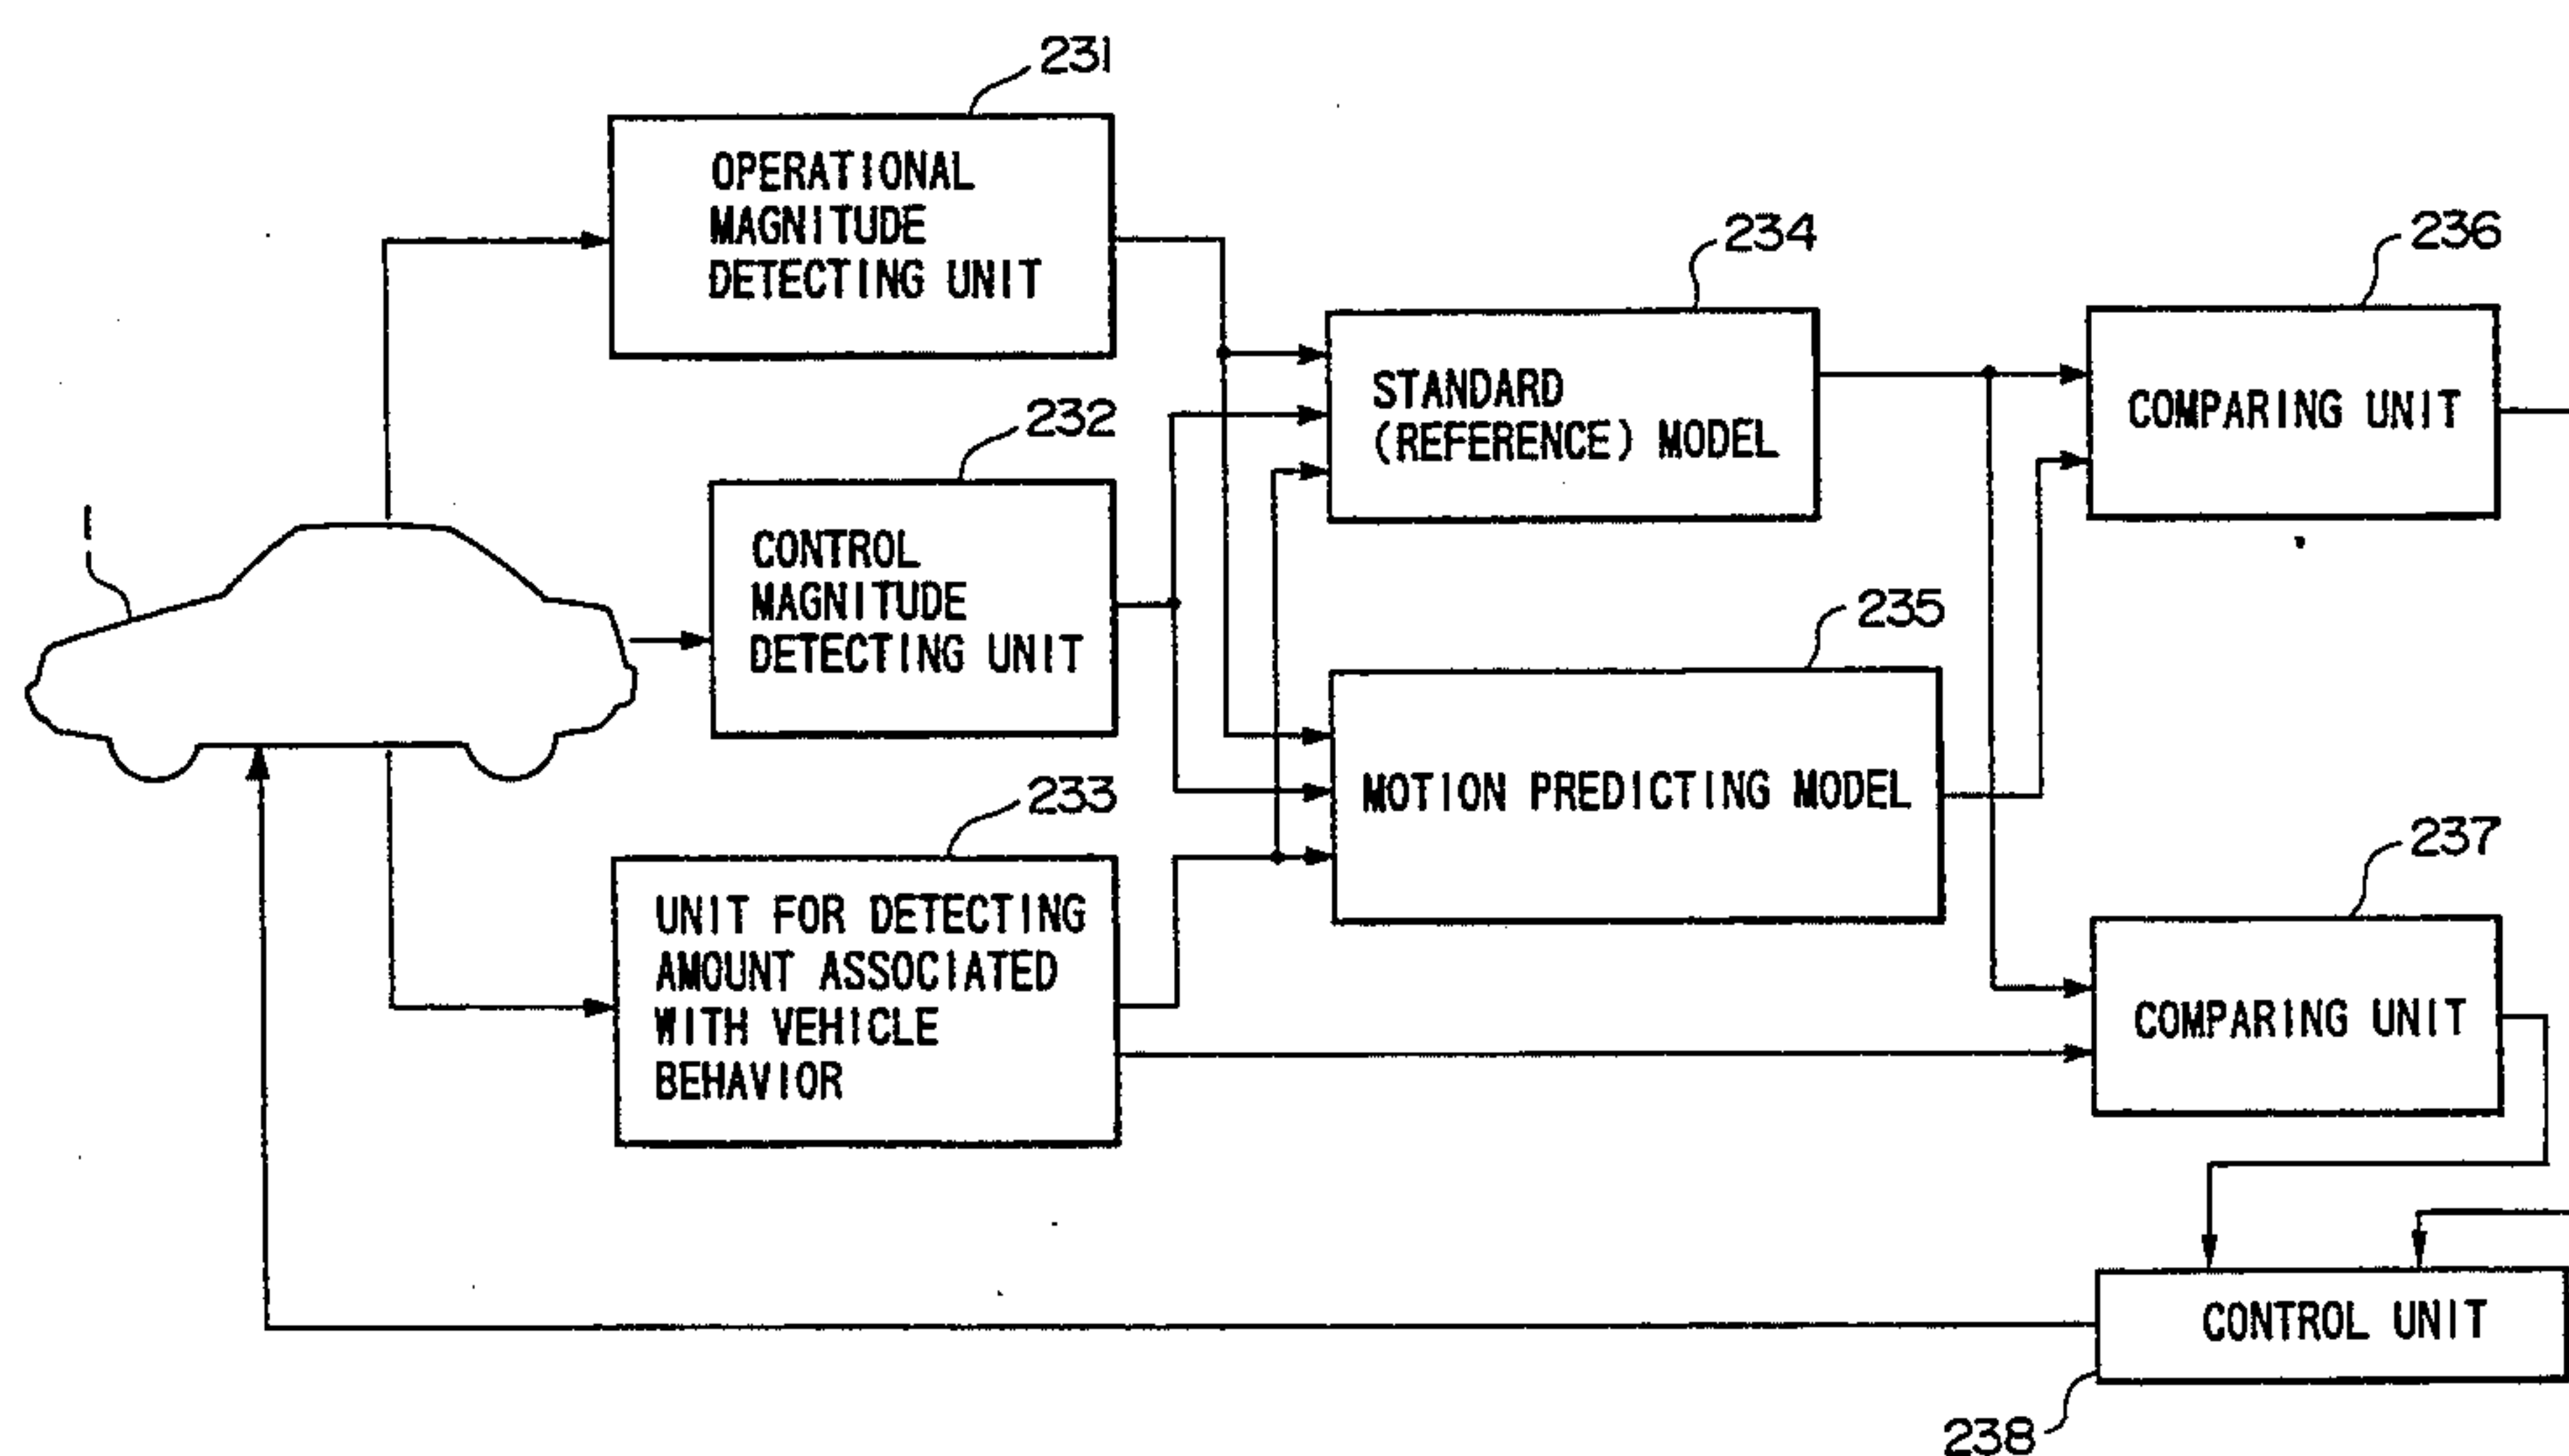 231
OPERATIONAL
MAGNITUDE
DETECTING UNIT
234
236
STANDARD
(REFERENCE) MODEL
COMPARING UNIT
232
CONTROL
MAGNITUDE
DETECTING UNIT
1
235
MOTION PREDICTING MODEL
233
UNIT FOR DETECTING
AMOUNT ASSOCIATED
WITH VEHICLE
BEHAVIOR
237
COMPARING UNIT
CONTROL UNIT
238